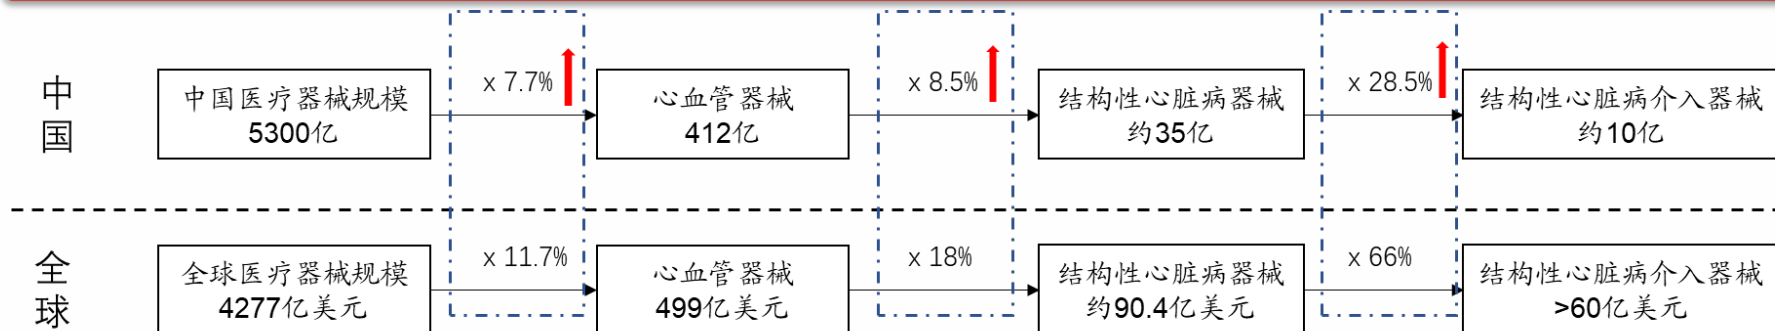 中国
x 7.7%
x 8.5%
x 28.5%
中国医疗器械规模
5300亿
心血管器械
412亿
结构性心脏病器械
约35亿
结构性心脏病介入器械
约10亿
全球
x 11.7%
x 18%
x 66%
全球医疗器械规模
4277亿美元
心血管器械
499亿美元
结构性心脏病器械
约90.4亿美元
结构性心脏病介入器械
>60亿美元